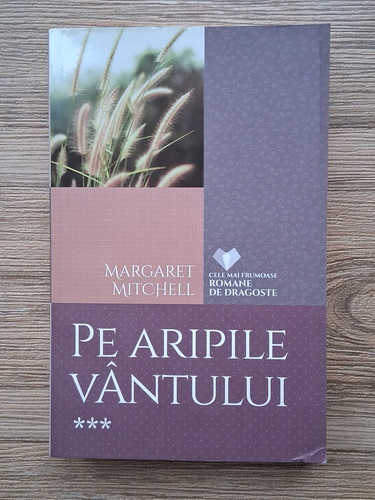 MARGARET
MITCHELL
CELE MAI FRUMOASE
ROMANE
DE DRAGOSTE
PE ARIPILE
VÂNTULUI
***